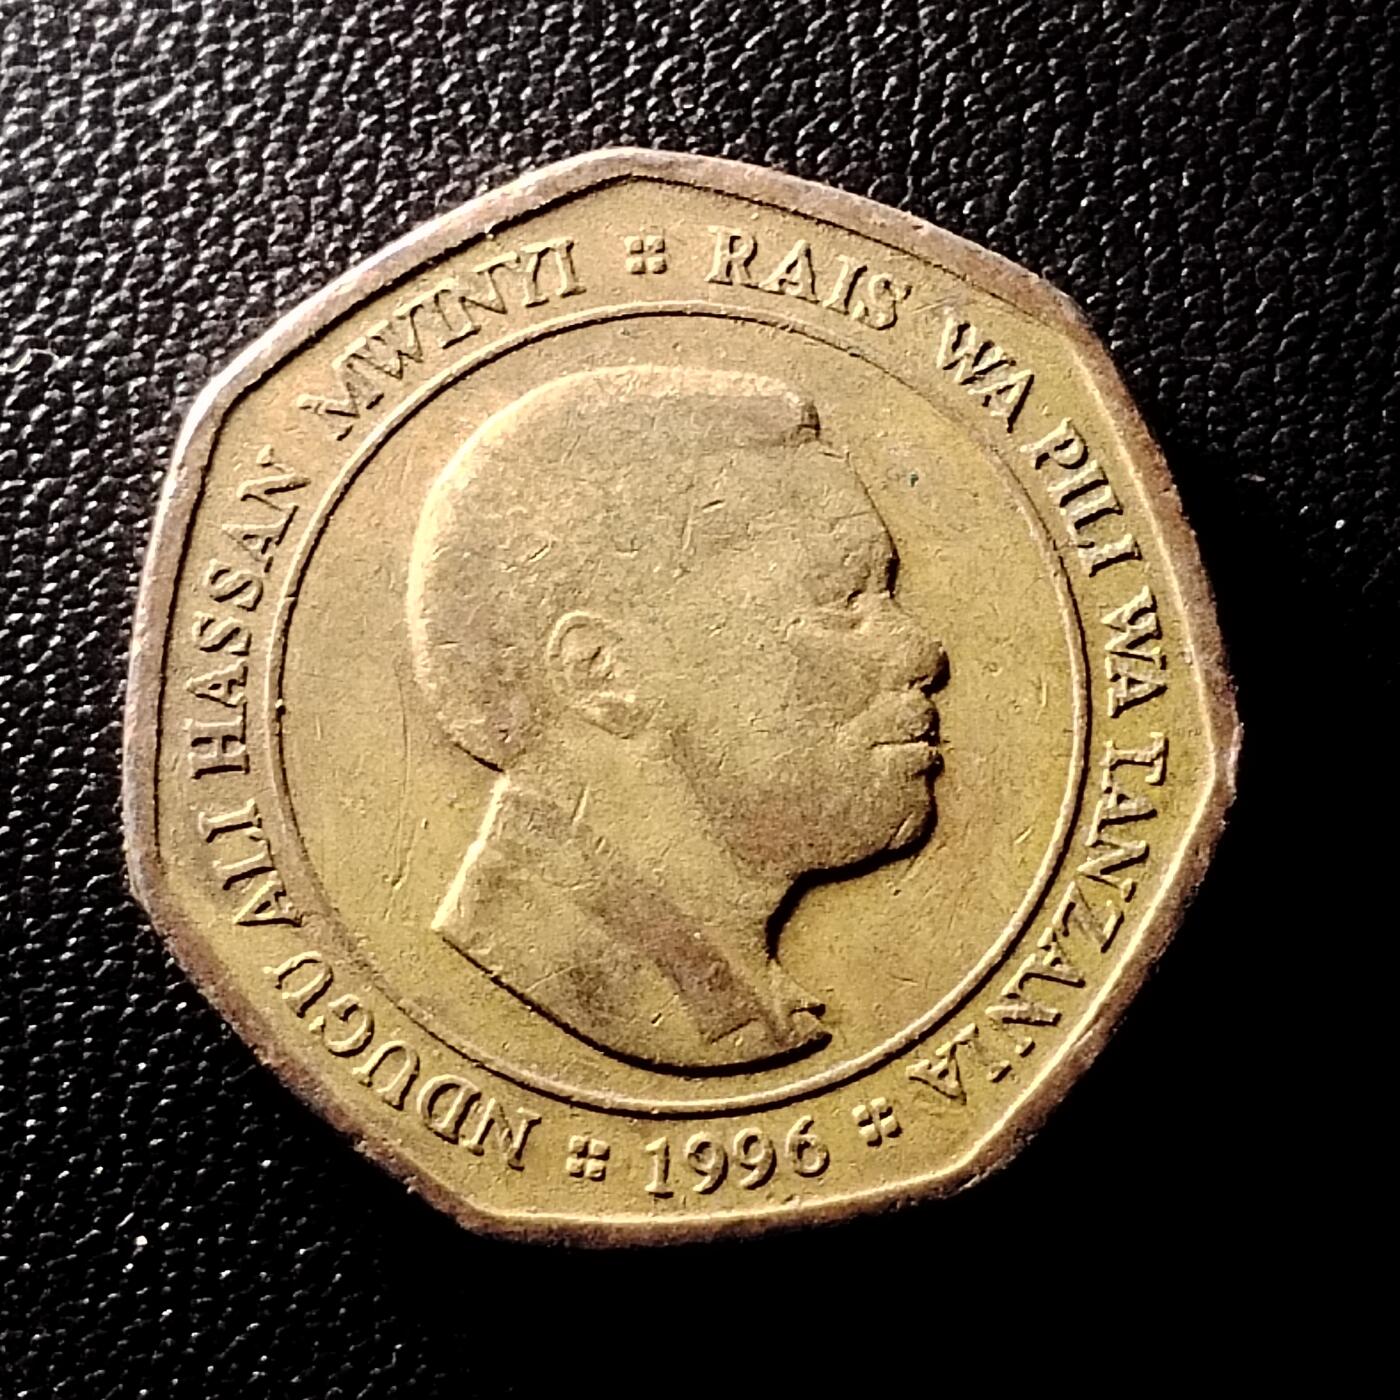 NDUGU ALI HASSAN MWINYI
RAIS WA PILI WA TANZANIA
1996